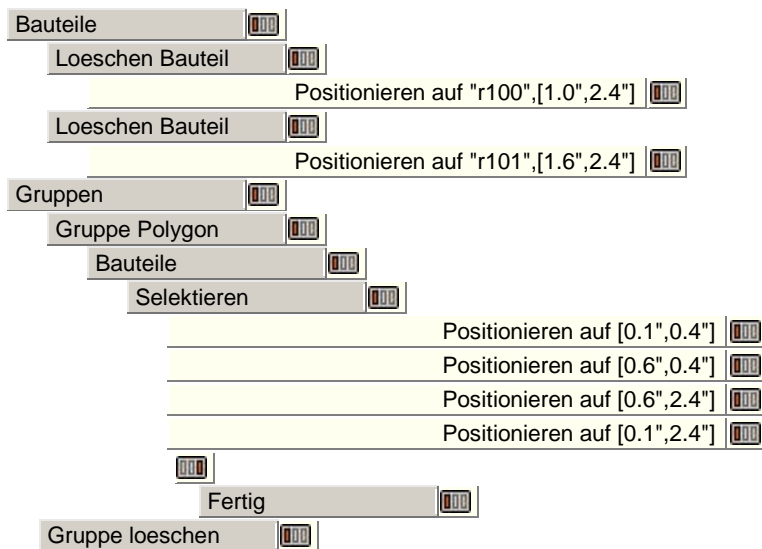 Bauteile
Loeschen Bauteil
Positionieren auf "r100",[1.0",2.4"]
Loeschen Bauteil
Positionieren auf "r101",[1.6",2.4"]
Gruppen
Gruppe Polygon
Bauteile
Selektieren
Positionieren auf [0.1",0.4"]
Positionieren auf [0.6",0.4"]
Positionieren auf [0.6",2.4"]
Positionieren auf [0.1",2.4"]
Fertig
Gruppe loeschen